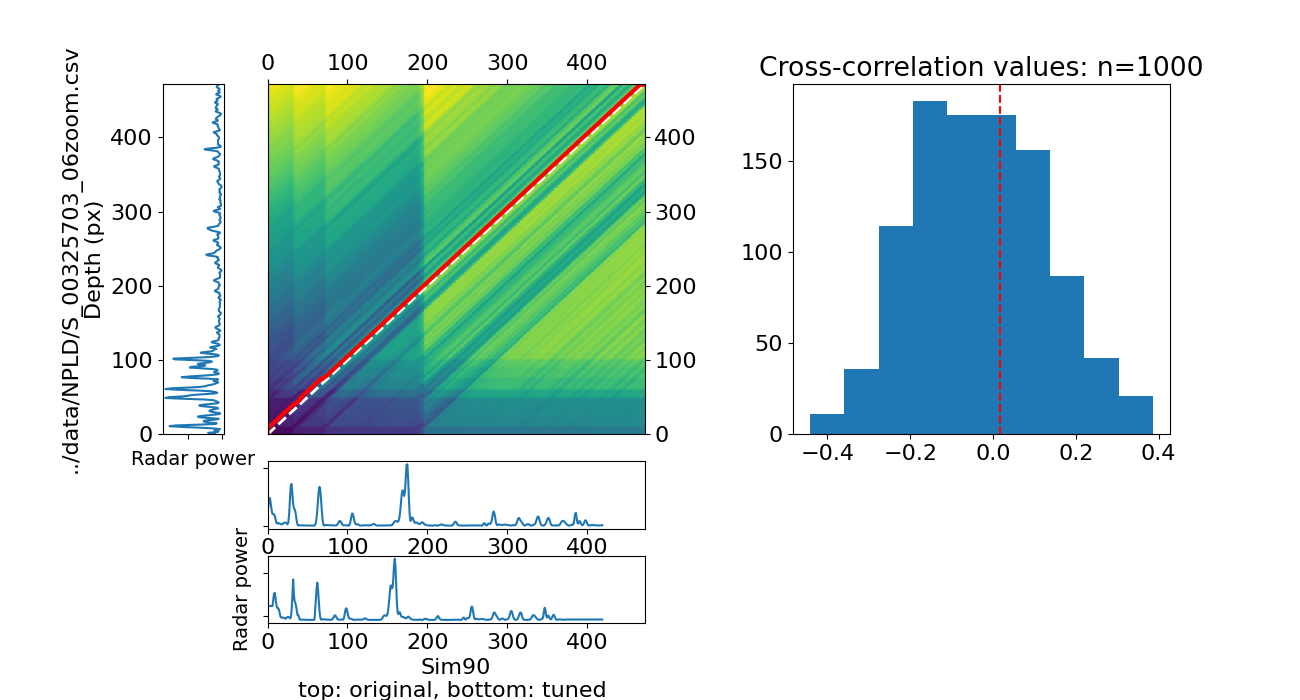 ../data/NPLD/S_00325703_06zoom.csv
Depth (px)
0 100 200 300 400
400
300
200
100
0
Radar power
400
300
200
100
0
0 100 200 300 400
Radar power
0 100 200 300 400
Sim90
top: original, bottom: tuned
Cross-correlation values: n=1000
150
100
50
0
−0.4 −0.2 0.0 0.2 0.4